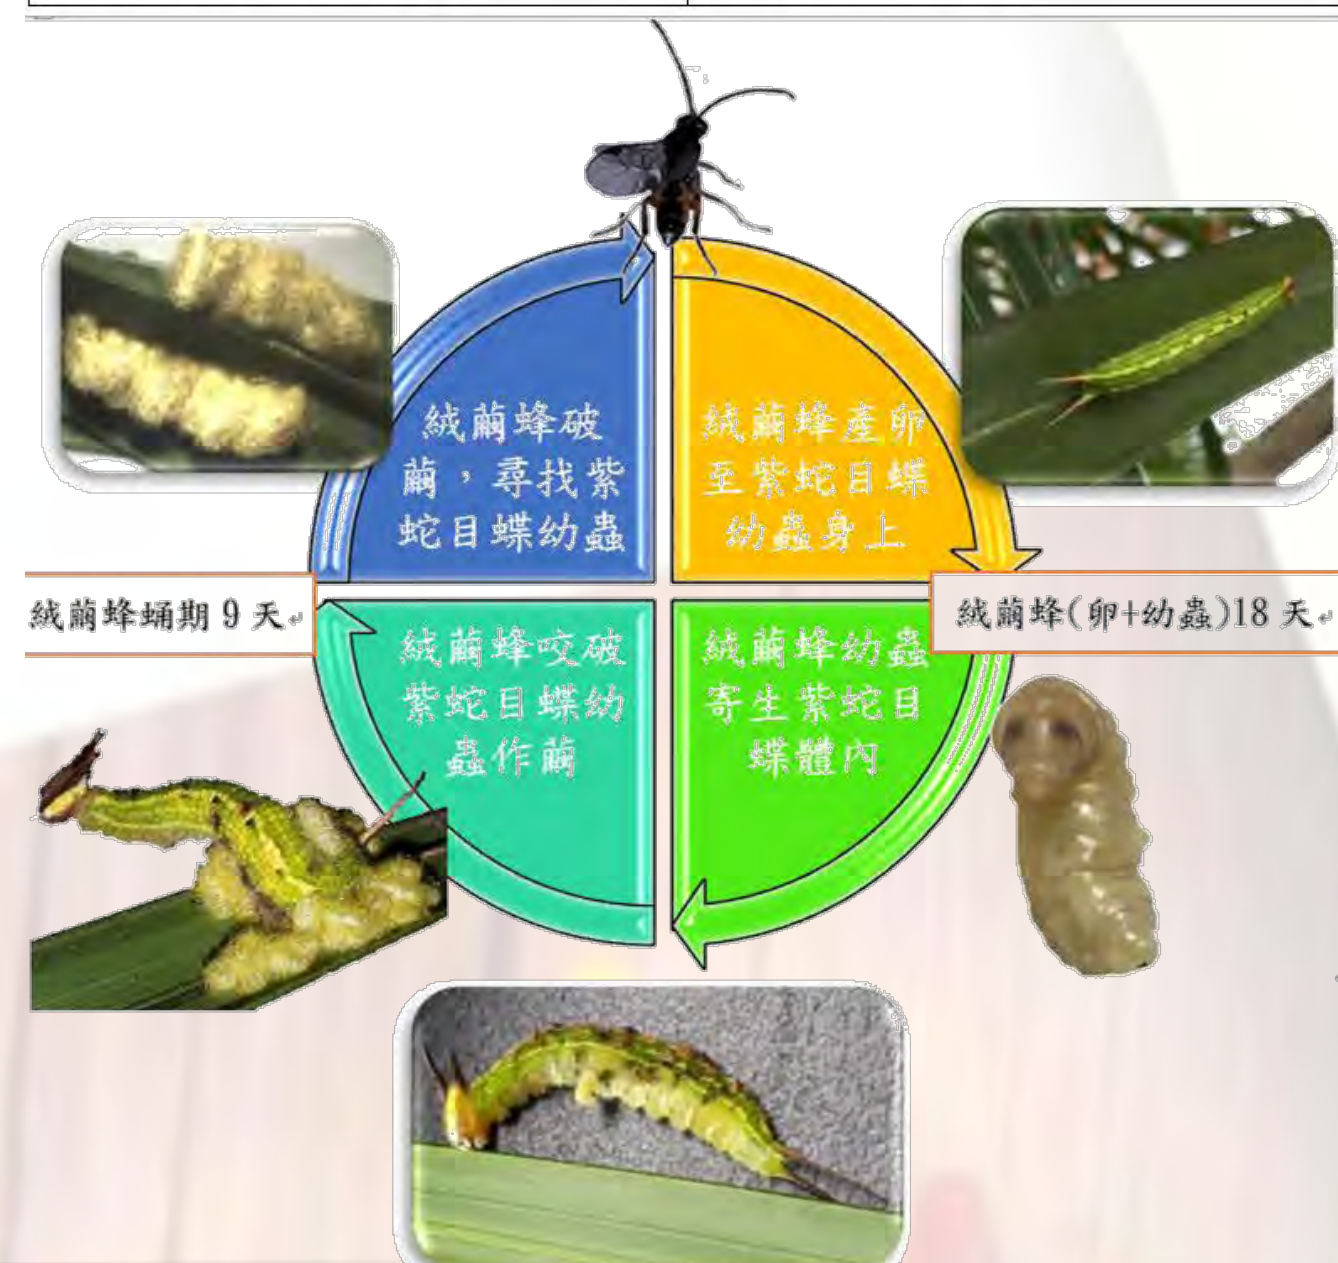 絨繭蜂破
繭，尋找紫
蛇目蝶幼蟲
絨繭蜂產卵
至紫蛇目蝶
幼蟲身上
絨繭蜂蛹期 9 天
絨繭蜂(卵+幼蟲)18 天
絨繭蜂咬破
紫蛇目蝶幼
蟲作繭
絨繭蜂幼蟲
寄生紫蛇目
蝶體內